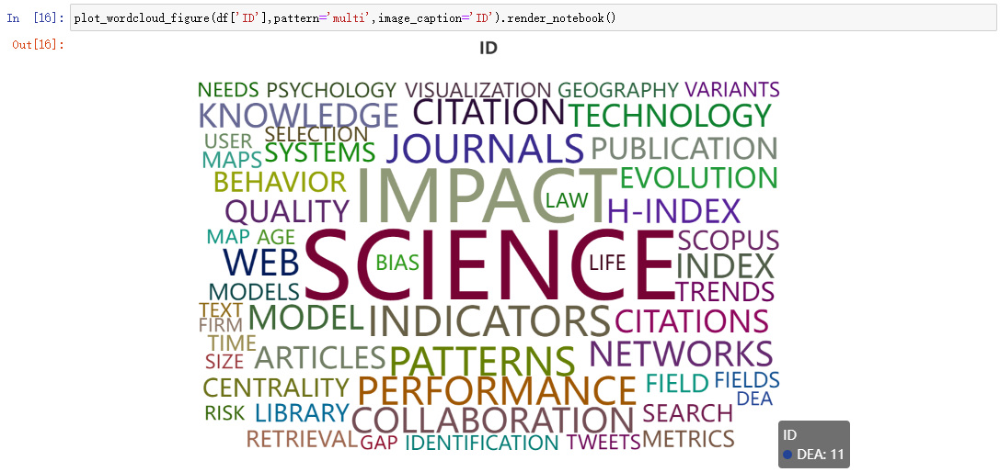 In [16]: plot_wordcloud_figure(df['ID'],pattern='multi',image_caption='ID').render_notebook()
Out[16]:
ID
NEEDS PSYCHOLOGY VISUALIZATION GEOGRAPHY VARIANTS
KNOWLEDGE CITATION TECHNOLOGY
USER SELECTION
MAPS SYSTEMS JOURNALS PUBLICATION
BEHAVIOR IMPACT EVOLUTION
QUALITY LAW H-INDEX
MAP AGE SCOPUS
WEB SCIENCE BIAS LIFE INDEX
MODELS TRENDS
TEXT
FIRM MODEL INDICATORS CITATIONS
TIME
SIZE ARTICLES PATTERNS NETWORKS
CENTRALITY PERFORMANCE FIELD FIELDS
DEA
RISK LIBRARY COLLABORATION SEARCH
RETRIEVAL GAP IDENTIFICATION TWEETS METRICS
ID
DEA: 11